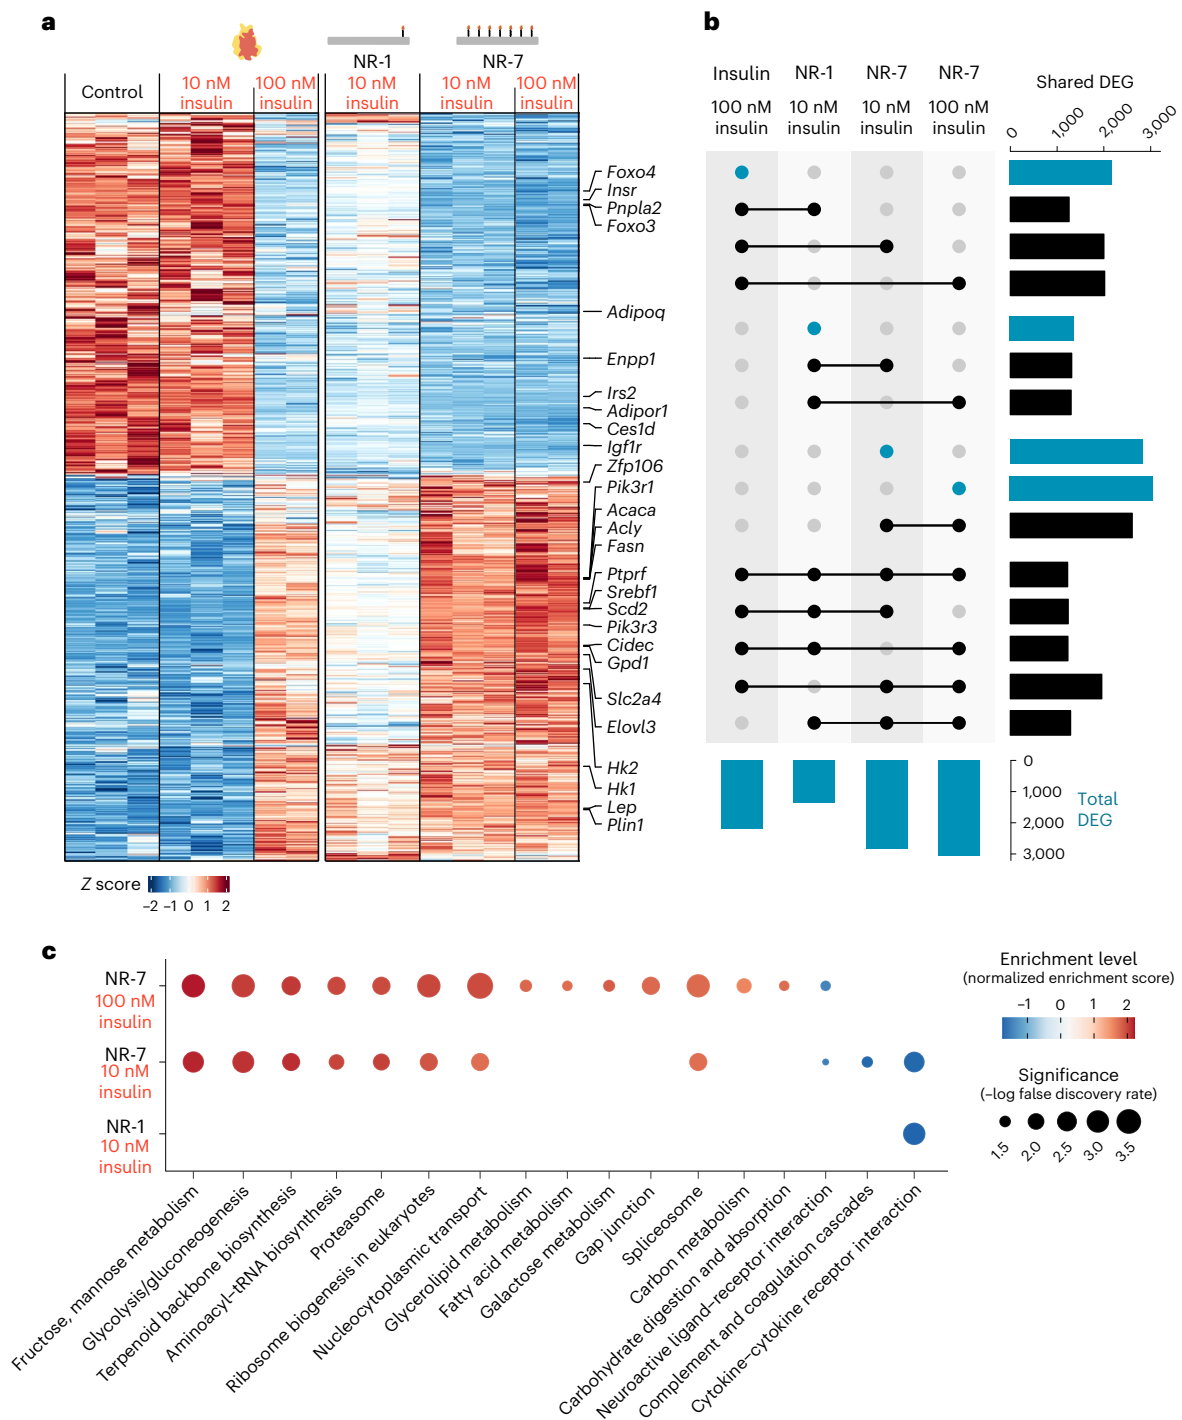 a
NR-1
NR-7
Control
10 nM
insulin
100 nM
insulin
10 nM
insulin
10 nM
insulin
100 nM
insulin
Foxo4
Insr
Pnpla2
Foxo3
Adipoq
Enpp1
Irs2
Adipor1
Ces1d
Igf1r
Zfp106
Pik3r1
Acaca
Acly
Fasn
Ptprf
Srebf1
Scd2
Pik3r3
Cidec
Gpd1
Slc2a4
Elovl3
Hk2
Hk1
Lep
Plin1
Z score
–2 –1 0 1 2
b
Insulin NR-1 NR-7 NR-7
100 nM 10 nM 10 nM 100 nM
insulin insulin insulin insulin
Shared DEG
0 1,000 2,000 3,000
0
1,000
2,000
3,000
Total
DEG
c
NR-7
100 nM
insulin
NR-7
10 nM
insulin
NR-1
10 nM
insulin
Fructose, mannose metabolism
Glycolysis/gluconeogenesis
Terpenoid backbone biosynthesis
Aminoacyl–tRNA biosynthesis
Proteasome
Ribosome biogenesis in eukaryotes
Nucleocytoplasmic transport
Glycerolipid metabolism
Fatty acid metabolism
Galactose metabolism
Gap junction
Spliceosome
Carbon metabolism
Carbohydrate digestion and absorption
Neuroactive ligand–receptor interaction
Complement and coagulation cascades
Cytokine–cytokine receptor interaction
Enrichment level
(normalized enrichment score)
–1 0 1 2
Significance
(–log false discovery rate)
1.5 2.0 2.5 3.0 3.5